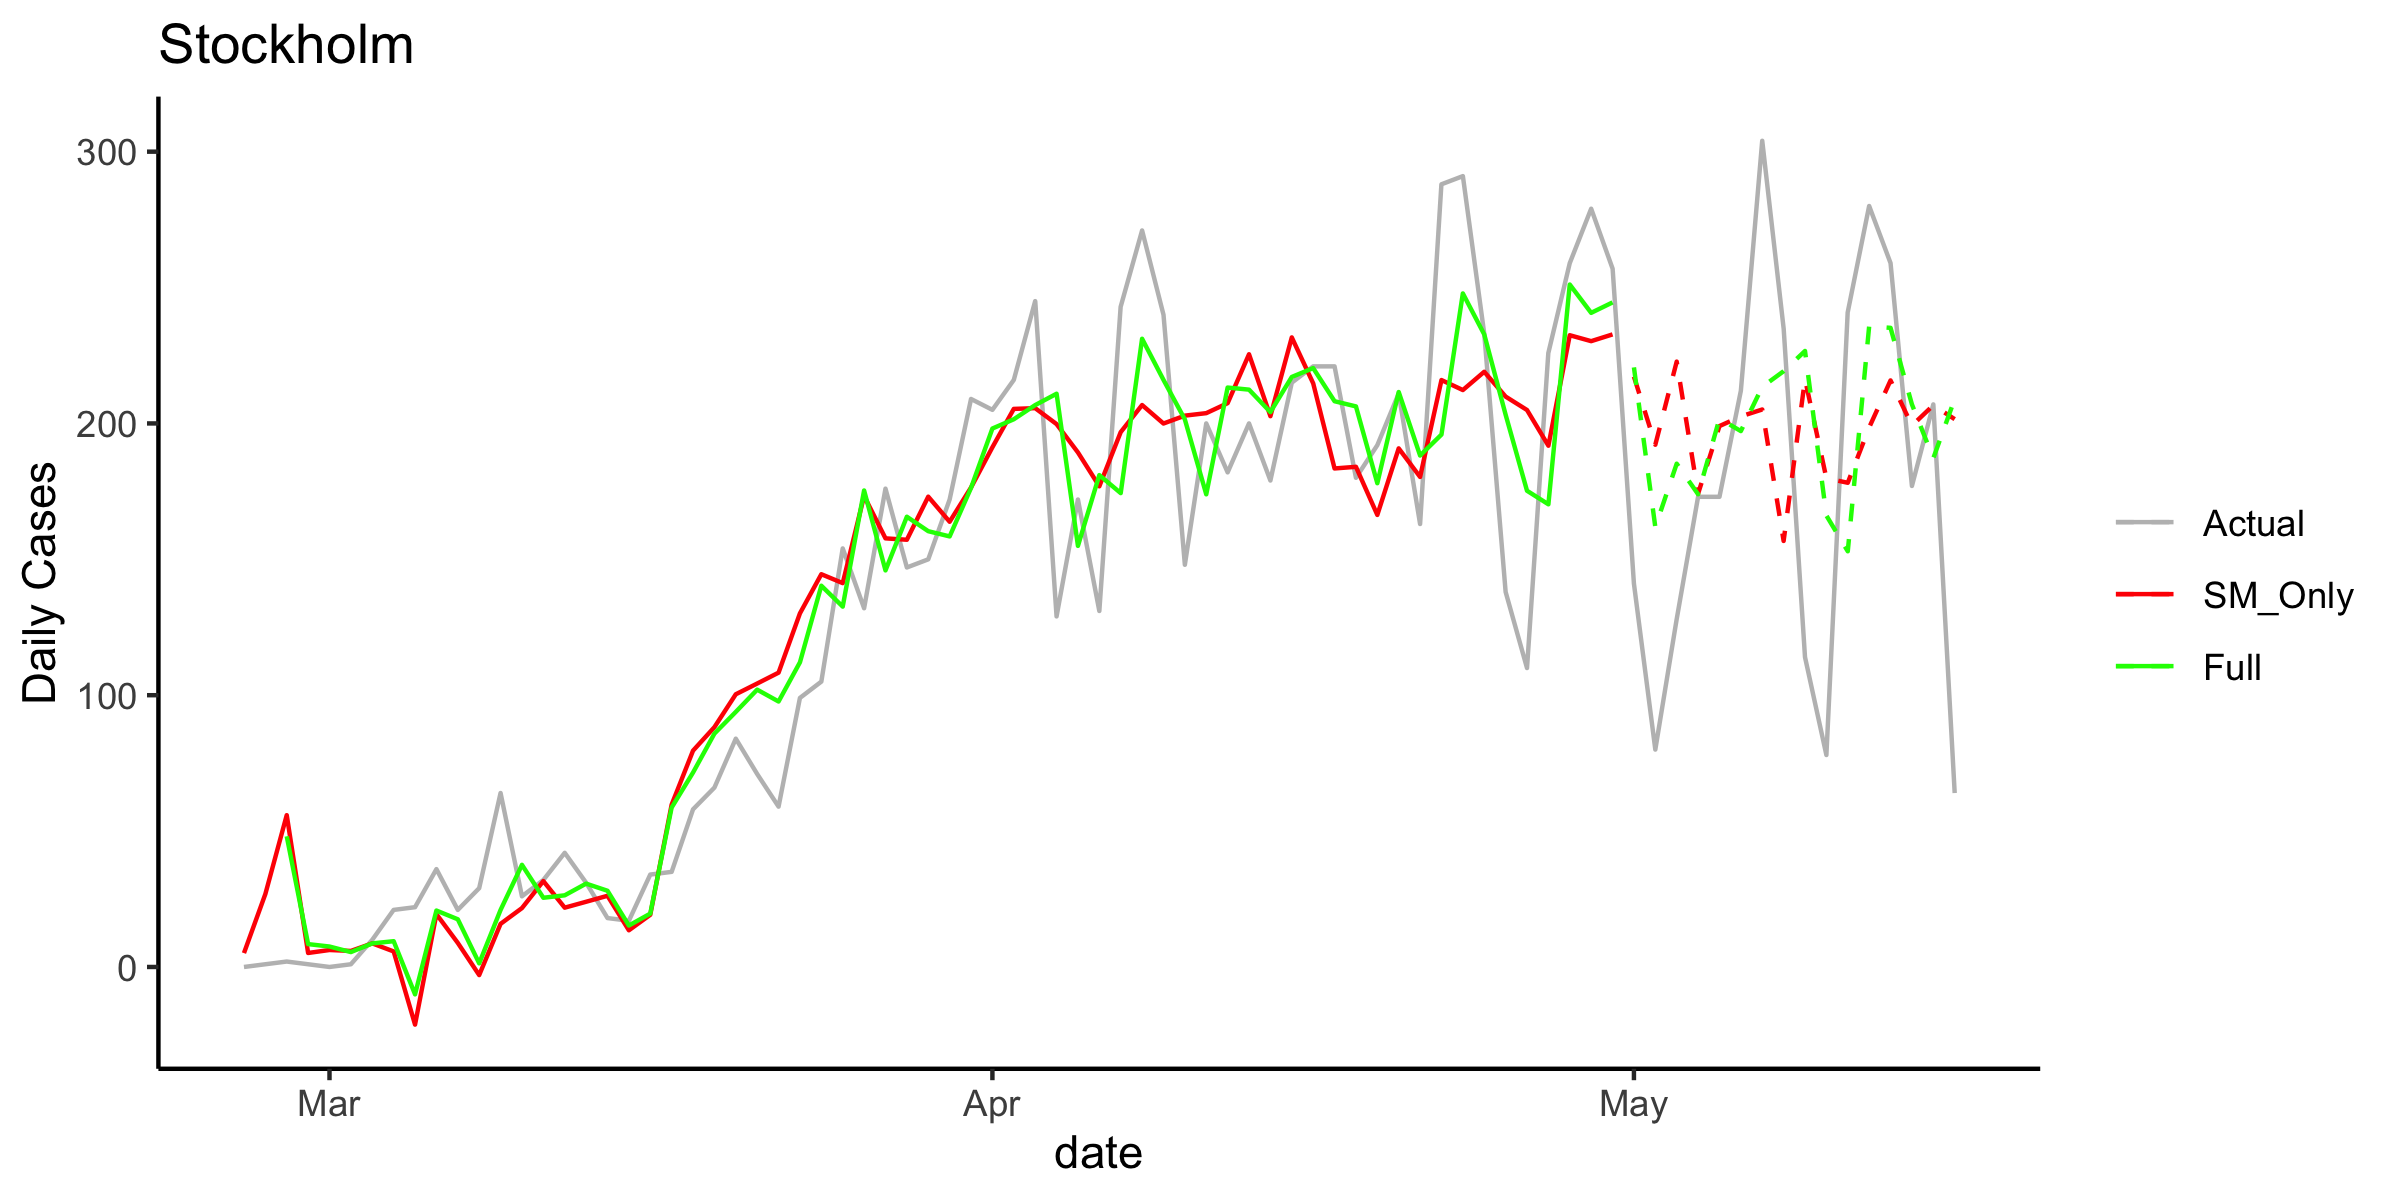 Stockholm
300
200
100
0
Daily Cases
Mar
Apr
May
date
Actual
SM_Only
Full